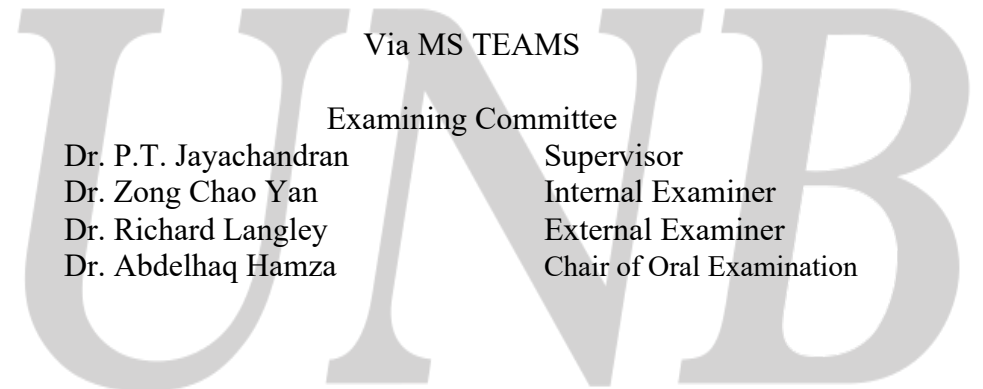 UNB
Via MS TEAMS
Examining Committee
Dr. P.T. Jayachandran Supervisor
Dr. Zong Chao Yan Internal Examiner
Dr. Richard Langley External Examiner
Dr. Abdelhaq Hamza Chair of Oral Examination